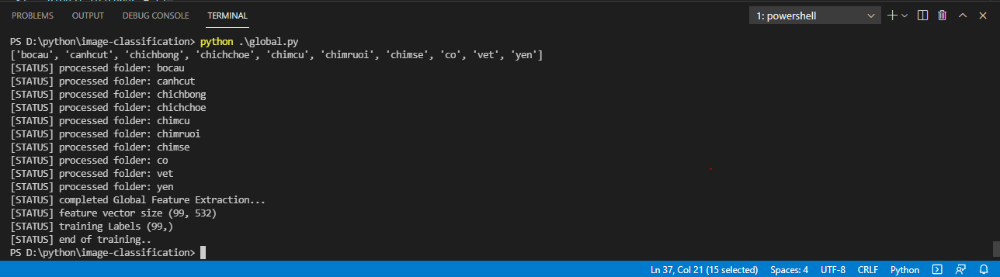 PROBLEMS OUTPUT DEBUG CONSOLE TERMINAL 1: powershell
PS D:\python\image-classification> python .\global.py
['bocau', 'canhcut', 'chichbong', 'chichchoe', 'chimcu', 'chimruoi', 'chimse', 'co', 'vet', 'yen']
[STATUS] processed folder: bocau
[STATUS] processed folder: canhcut
[STATUS] processed folder: chichbong
[STATUS] processed folder: chichchoe
[STATUS] processed folder: chimcu
[STATUS] processed folder: chimruoi
[STATUS] processed folder: chimse
[STATUS] processed folder: co
[STATUS] processed folder: vet
[STATUS] processed folder: yen
[STATUS] completed Global Feature Extraction...
[STATUS] feature vector size (99, 532)
[STATUS] training Labels (99,)
[STATUS] end of training..
PS D:\python\image-classification>
Ln 37, Col 21 (15 selected) Spaces: 4 UTF-8 CRLF Python